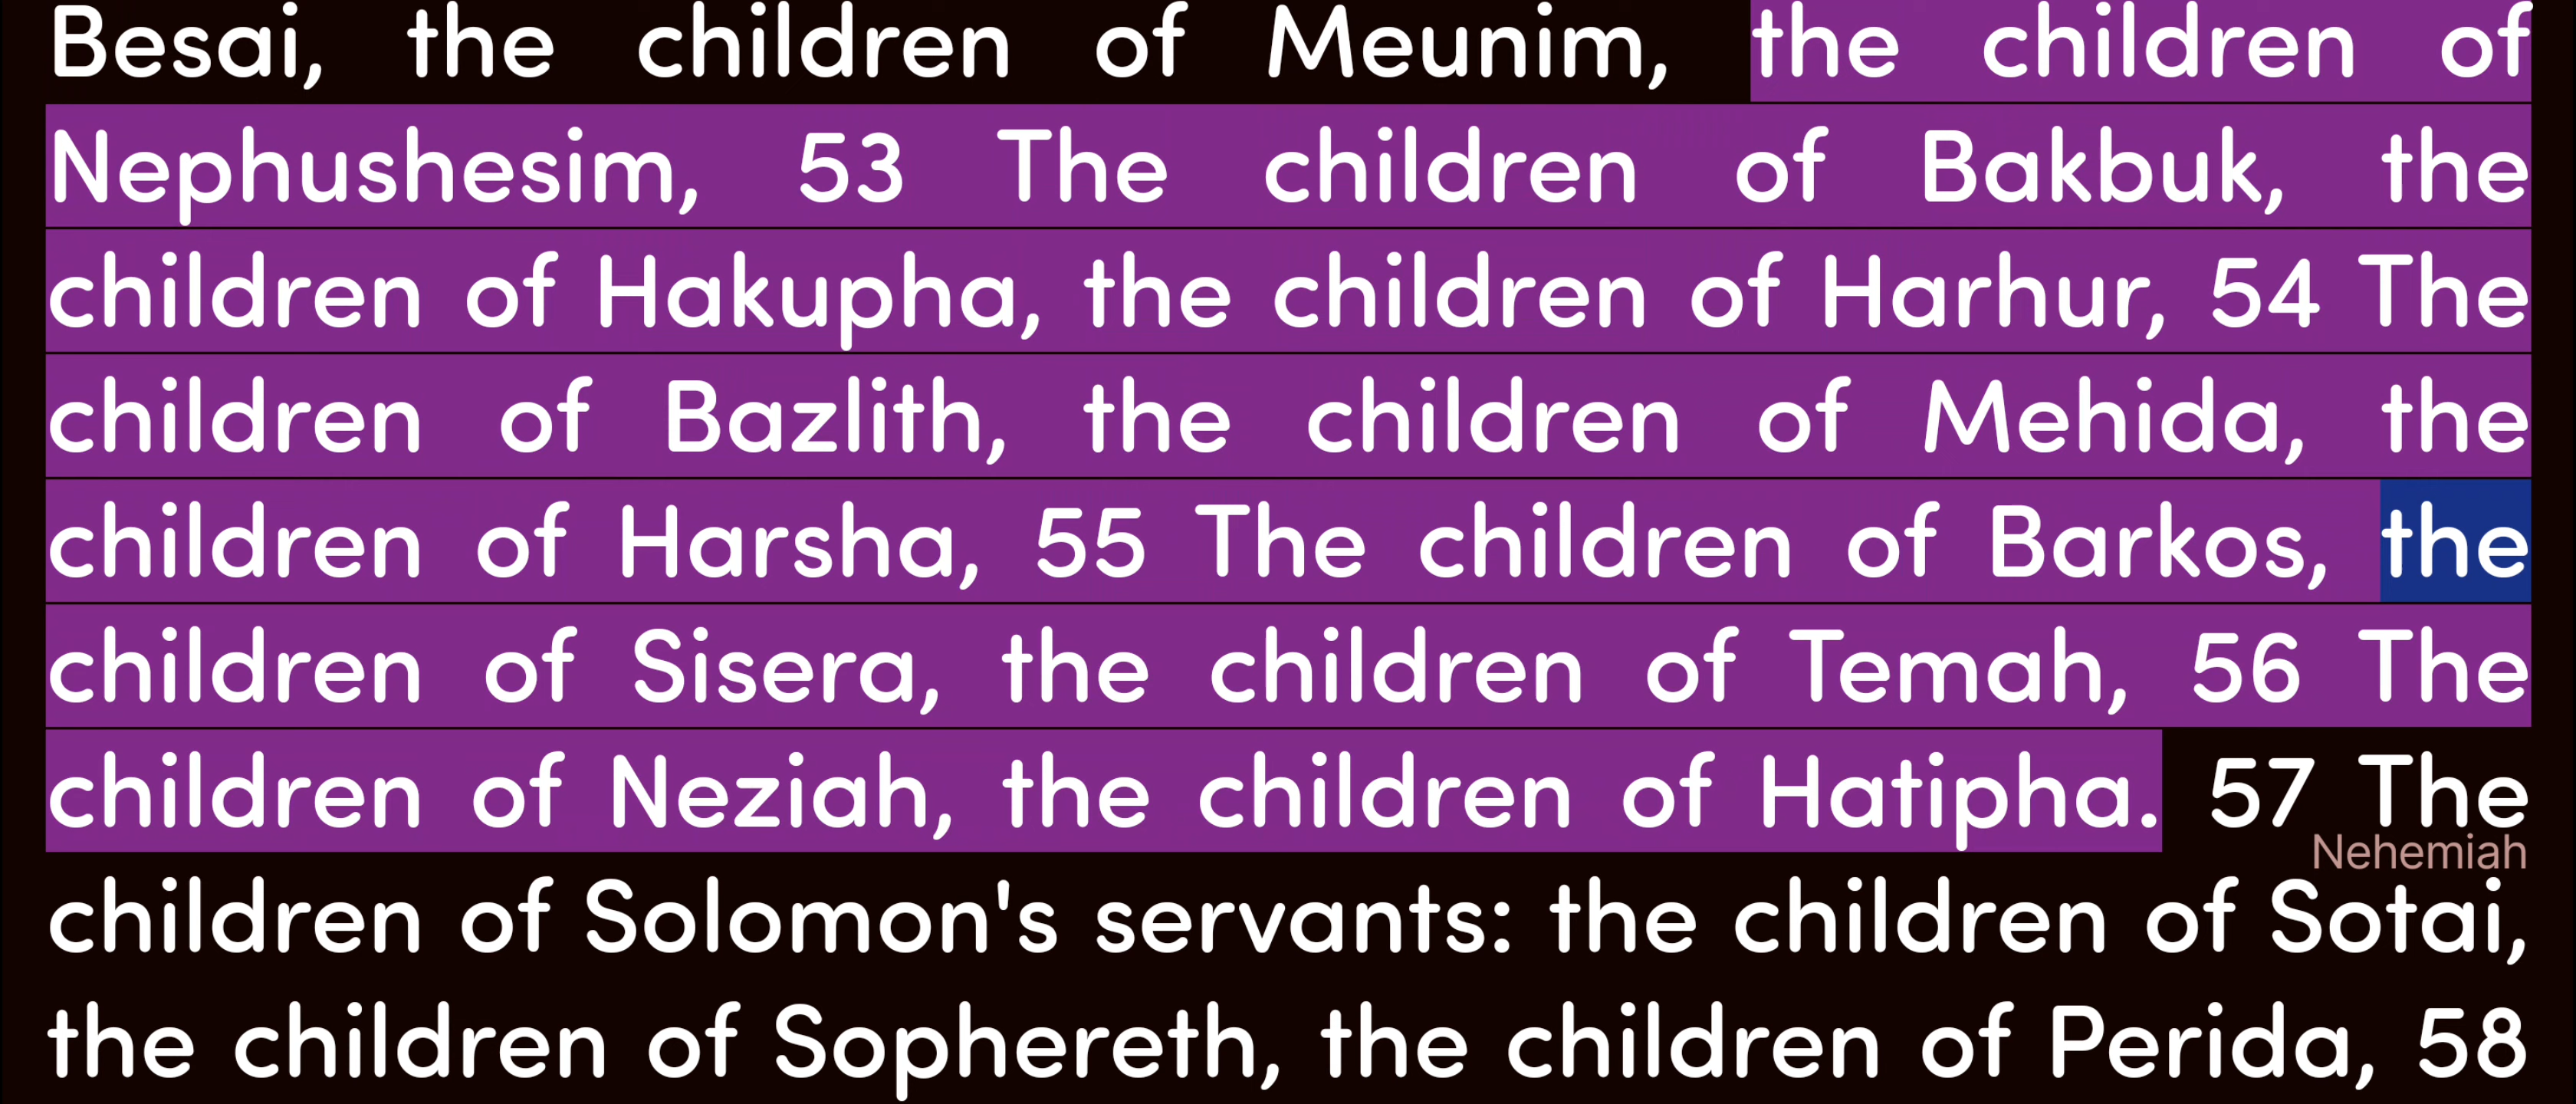 Besai, the children of Meunim, the children of
Nephushesim, 53 The children of Bakbuk, the
children of Hakupha, the children of Harhur, 54 The
children of Bazlith, the children of Mehida, the
children of Harsha, 55 The children of Barkos, the
children of Sisera, the children of Temah, 56 The
children of Neziah, the children of Hatipha. 57 The
Nehemiah
children of Solomon's servants: the children of Sotai,
the children of Sophereth, the children of Perida, 58